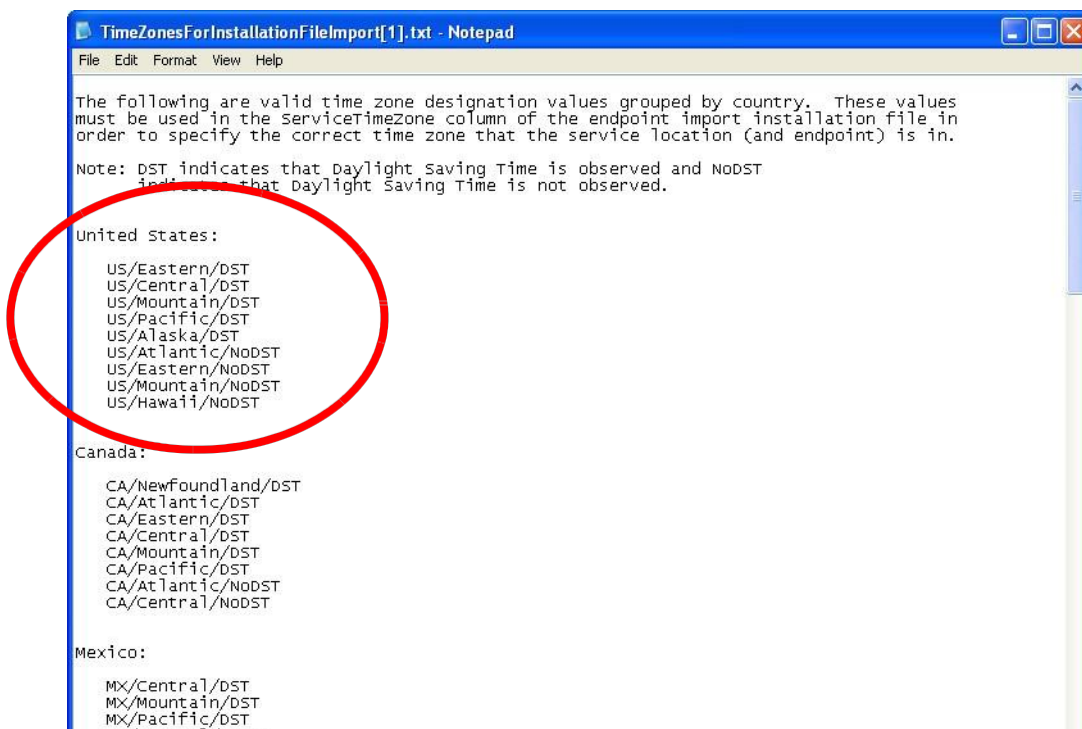 TimeZonesForInstallationFileImport[1].txt - Notepad
File Edit Format View Help
The following are valid time zone designation values grouped by country. These values
must be used in the ServiceTimeZone column of the endpoint import installation file in
order to specify the correct time zone that the service location (and endpoint) is in.
Note: DST indicates that Daylight Saving Time is observed and NoDST
indicates that Daylight Saving Time is not observed.
United States:
US/Eastern/DST
US/Central/DST
US/Mountain/DST
US/Pacific/DST
US/Alaska/DST
US/Atlantic/NoDST
US/Eastern/NoDST
US/Mountain/NoDST
US/Hawaii/NoDST
Canada:
CA/Newfoundland/DST
CA/Atlantic/DST
CA/Eastern/DST
CA/Central/DST
CA/Mountain/DST
CA/Pacific/DST
CA/Atlantic/NoDST
CA/Central/NoDST
Mexico:
MX/Central/DST
MX/Mountain/DST
MX/Pacific/DST